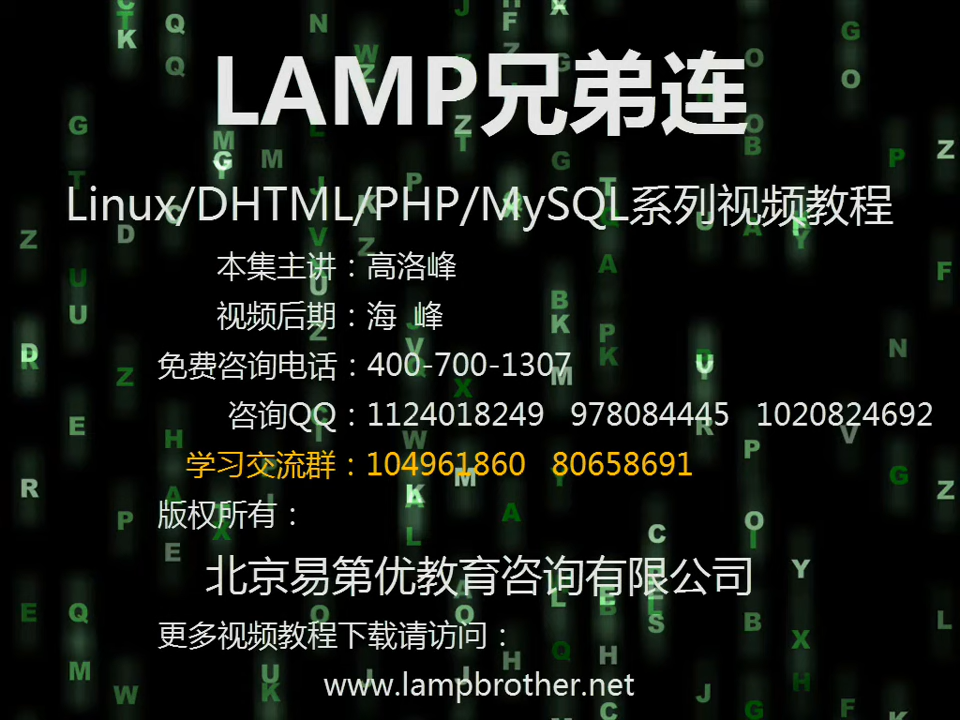 LAMP兄弟连
Linux/DHTML/PHP/MySQL系列视频教程
本集主讲：高洛峰
视频后期：海 峰
免费咨询电话：400-700-1307
咨询QQ：1124018249 978084445 1020824692
学习交流群：104961860 80658691
版权所有：
北京易第优教育咨询有限公司
更多视频教程下载请访问：
www.lampbrother.net